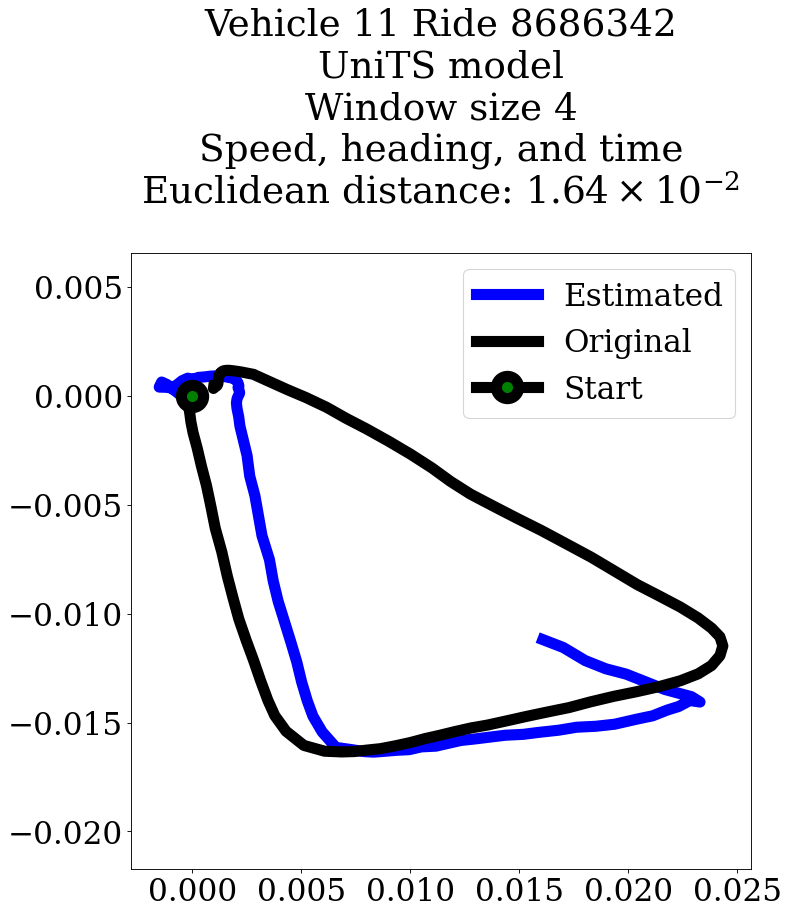 Vehicle 11 Ride 8686342
UniTS model
Window size 4
Speed, heading, and time
Euclidean distance: 1.64 × 10⁻²
Estimated
Original
Start
0.005
0.000
−0.005
−0.010
−0.015
−0.020
0.000 0.005 0.010 0.015 0.020 0.025